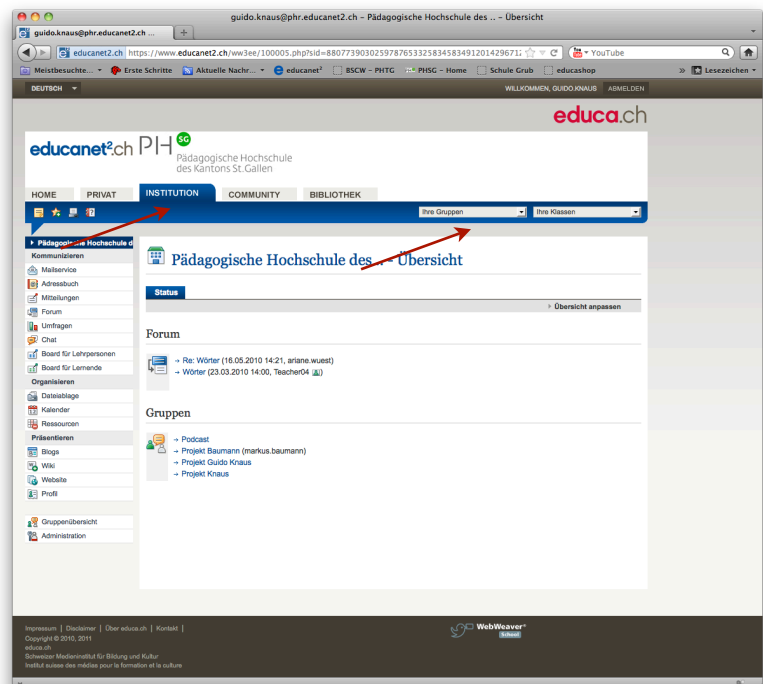 guido.knaus@phr.educanet2.ch – Pädagogische Hochschule des .. – Übersicht
guido.knaus@phr.educanet2.ch ...
educanet2.ch https://www.educanet2.ch/ww3ee/100005.php?sid=
YouTube
Meistbesuchte... Erste Schritte Aktuelle Nachr... educanet² BSCW – PHTG PHSG – Home Schule Grub educashop » Lesezeichen
DEUTSCH WILLKOMMEN, GUIDO.KNAUS ABMELDEN
educa.ch
educanet².ch PH SG
Pädagogische Hochschule
des Kantons St. Gallen
HOME PRIVAT INSTITUTION COMMUNITY BIBLIOTHEK
Ihre Gruppen Ihre Klassen
Pädagogische Hochschule d
Kommunizieren
Mailservice
Adressbuch
Mitteilungen
Forum
Umfragen
Chat
Board für Lehrpersonen
Board für Lernende
Organisieren
Dateiablage
Kalender
Ressourcen
Präsentieren
Blogs
Wiki
Website
Profil
Gruppenübersicht
Administration
Pädagogische Hochschule des .. - Übersicht
Status
Übersicht anpassen
Forum
→ Re: Wörter (16.05.2010 14:21, ariane.wuest)
→ Wörter (23.03.2010 14:00, Teacher04)
Gruppen
→ Podcast
→ Projekt Baumann (markus.baumann)
→ Projekt Guido Knaus
→ Projekt Knaus
Impressum | Disclaimer | Über educa.ch | Kontakt |
Copyright © 2010, 2011
educa.ch
Schweizer Medieninstitut für Bildung und Kultur
Institut suisse des médias pour la formation et la culture
WebWeaver®
School